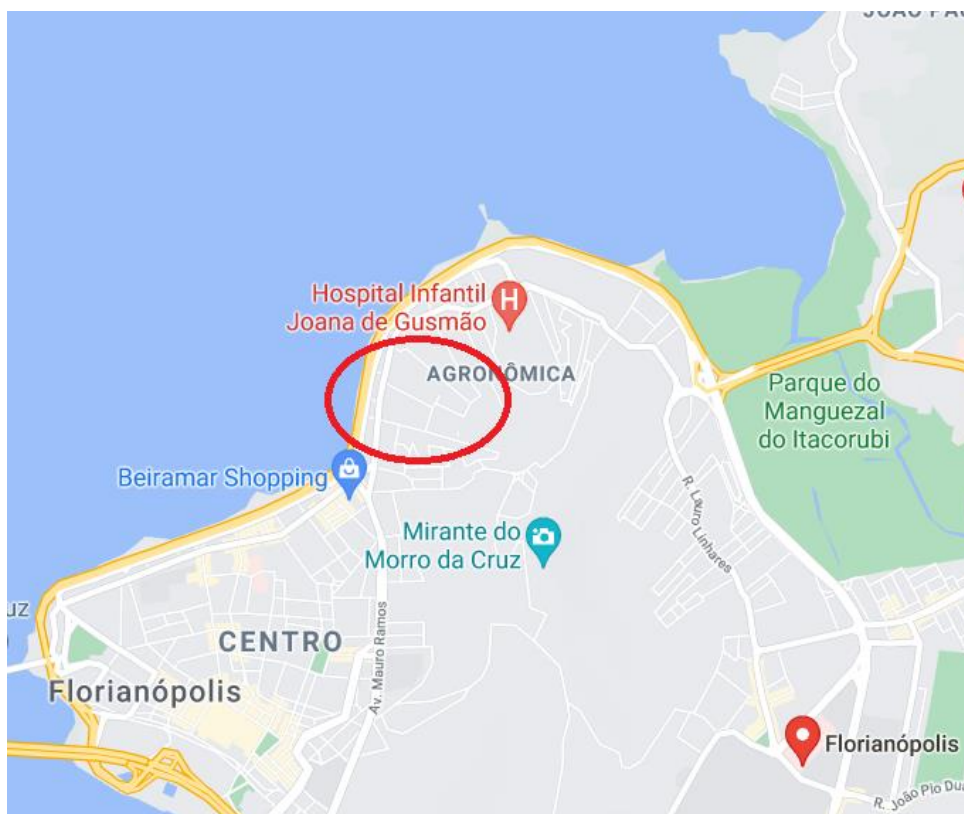 Hospital Infantil
Joana de Gusmão
H
AGRONÔMICA
Parque do
Manguezal
do Itacorubi
Beiramar Shopping
R. Lauro Linhares
Mirante do
Morro da Cruz
UZ
CENTRO
Av. Mauro Ramos
Florianópolis
Florianópolis